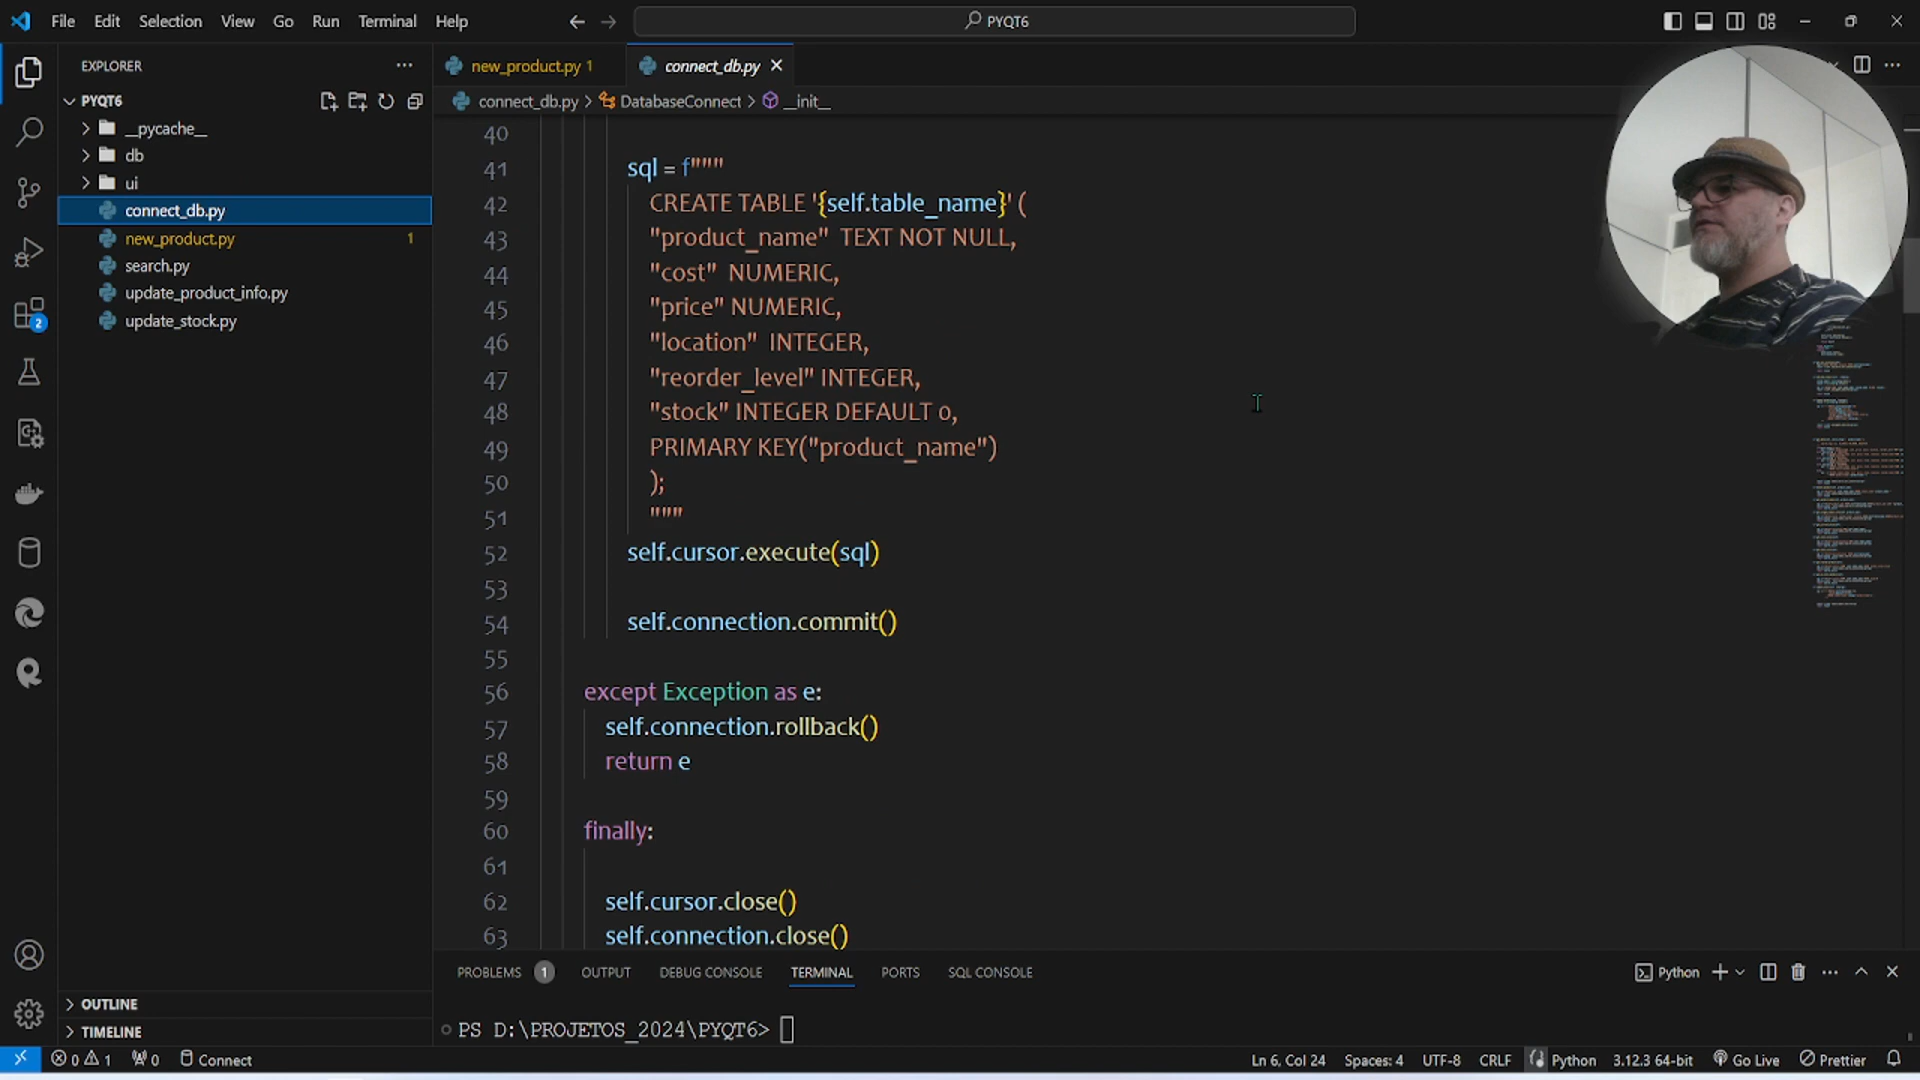 File Edit Selection View Go Run Terminal Help
PYQT6
EXPLORER
new_product.py 1
connect_db.py
PYQT6
connect_db.py > DatabaseConnect > __init__
__pycache__
db
ui
connect_db.py
new_product.py 1
search.py
update_product_info.py
update_stock.py
2
40
41 sql = f"""
42 CREATE TABLE '{self.table_name}' (
43 "product_name" TEXT NOT NULL,
44 "cost" NUMERIC,
45 "price" NUMERIC,
46 "location" INTEGER,
47 "reorder_level" INTEGER,
48 "stock" INTEGER DEFAULT 0,
49 PRIMARY KEY("product_name")
50 );
51 """
52 self.cursor.execute(sql)
53
54 self.connection.commit()
55
56 except Exception as e:
57 self.connection.rollback()
58 return e
59
60 finally:
61
62 self.cursor.close()
63 self.connection.close()
PROBLEMS 1 OUTPUT DEBUG CONSOLE TERMINAL PORTS SQL CONSOLE
Python
OUTLINE
TIMELINE
PS D:\PROJETOS_2024\PYQT6>
0 1 0 Connect
Ln 6, Col 24 Spaces: 4 UTF-8 CRLF Python 3.12.3 64-bit Go Live Prettier